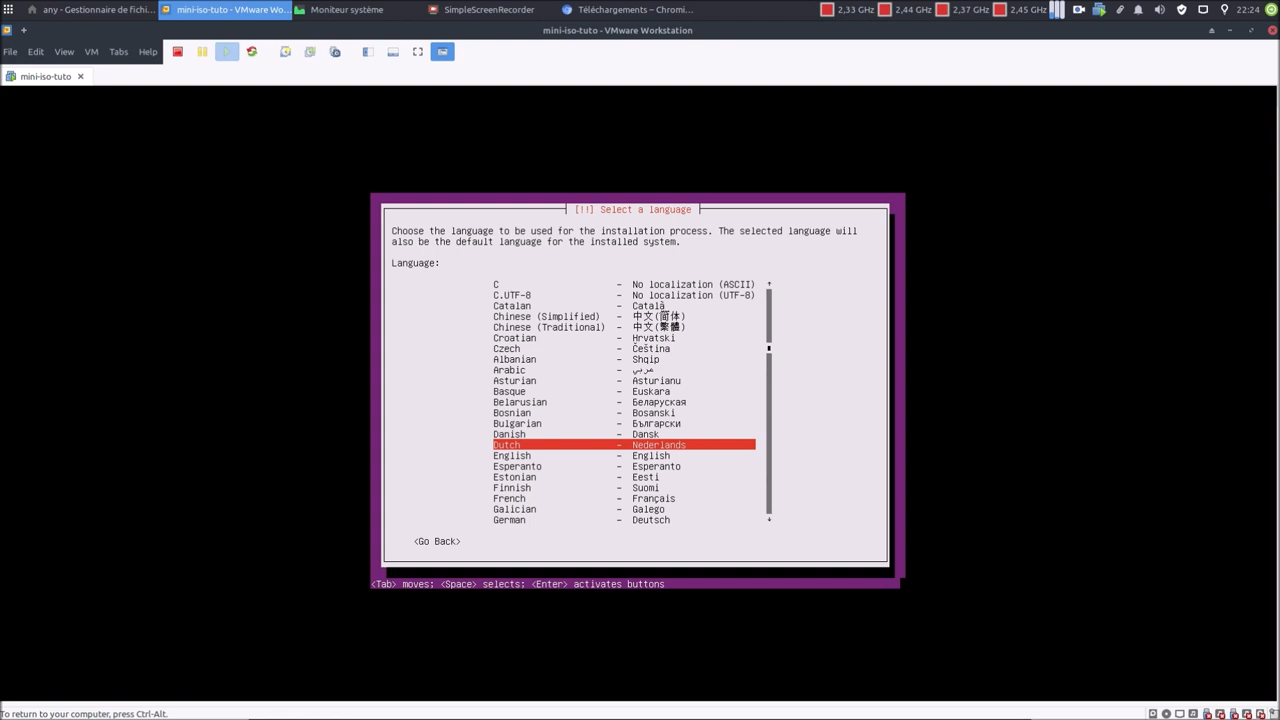 any - Gestionnaire de fichi...
mini-iso-tuto - VMware Wo...
Moniteur système
SimpleScreenRecorder
Téléchargements – Chromi...
2,33 GHz
2,44 GHz
2,37 GHz
2,45 GHz
22:24
mini-iso-tuto - VMware Workstation
File Edit View VM Tabs Help
mini-iso-tuto
[!!] Select a language
Choose the language to be used for the installation process. The selected language will
also be the default language for the installed system.
Language:
C - No localization (ASCII)
C.UTF-8 - No localization (UTF-8)
Catalan - Català
Chinese (Simplified) - 中文(简体)
Chinese (Traditional) - 中文(繁體)
Croatian - Hrvatski
Czech - Čeština
Albanian - Shqip
Arabic - عربي
Asturian - Asturianu
Basque - Euskara
Belarusian - Беларуская
Bosnian - Bosanski
Bulgarian - Български
Danish - Dansk
Dutch - Nederlands
English - English
Esperanto - Esperanto
Estonian - Eesti
Finnish - Suomi
French - Français
Galician - Galego
German - Deutsch
<Go Back>
<Tab> moves; <Space> selects; <Enter> activates buttons
To return to your computer, press Ctrl-Alt.